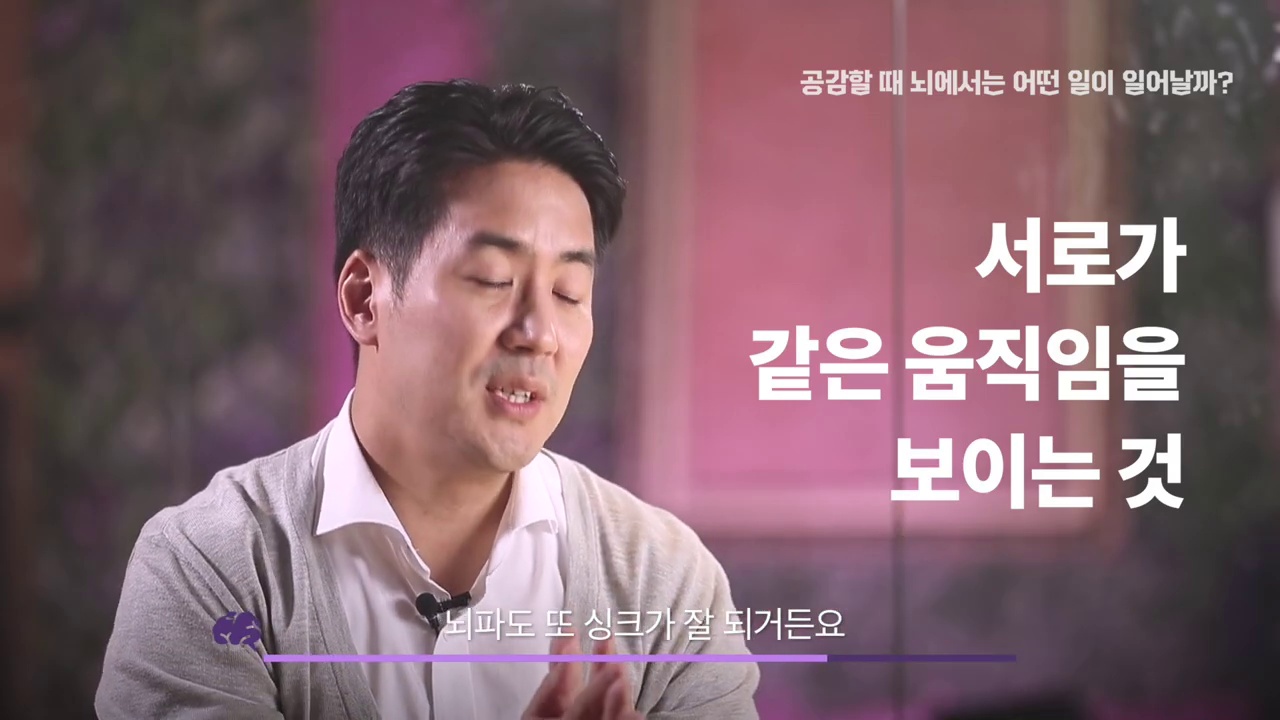 공감할 때 뇌에서는 어떤 일이 일어날까?
서로가
같은 움직임을
보이는 것
뇌파도 또 싱크가 잘 되거든요